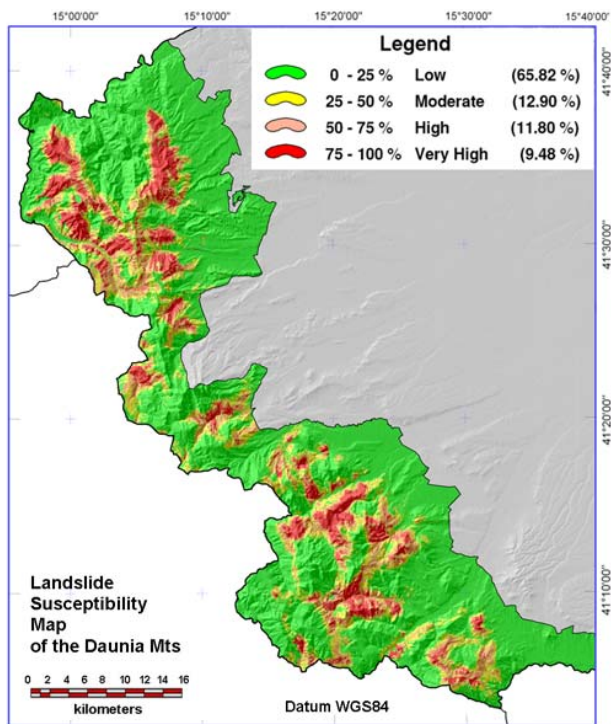 15°00'00" 15°10'00" 15°20'00" 15°30'00" 15°40'00"
Legend
0 - 25 % Low (65.82 %)
25 - 50 % Moderate (12.90 %)
50 - 75 % High (11.80 %)
75 - 100 % Very High (9.48 %)
41°40'00"
41°30'00"
41°20'00"
41°10'00"
Landslide
Susceptibility
Map
of the Daunia Mts
0 2 4 6 8 10 12 14 16
kilometers
Datum WGS84